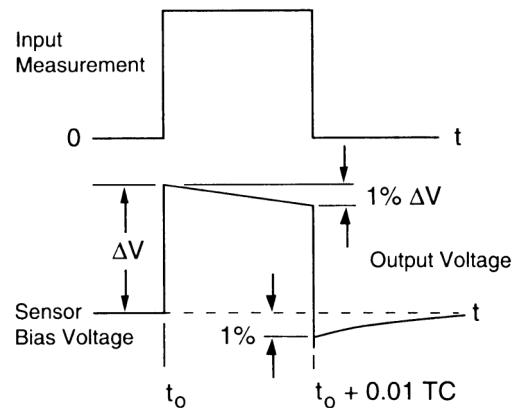 Input
Measurement
0
t
1% ΔV
ΔV
Output Voltage
Sensor
Bias Voltage
t
1%
t₀
t₀ + 0.01 TC